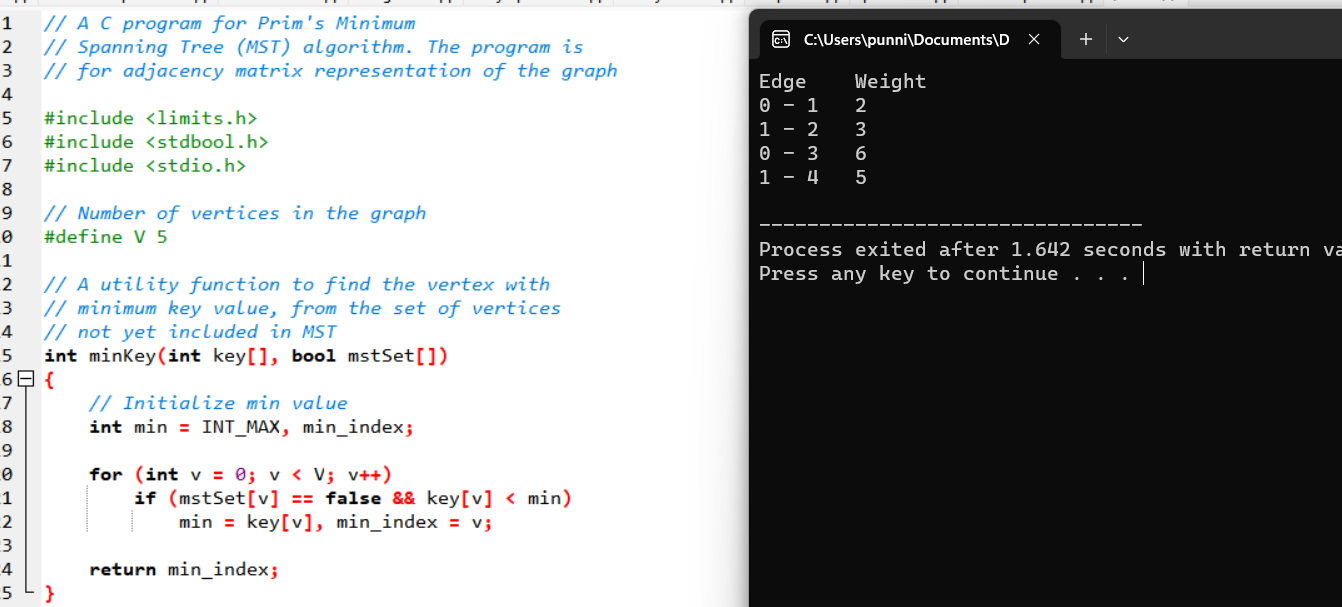 1 // A C program for Prim's Minimum
2 // Spanning Tree (MST) algorithm. The program is
3 // for adjacency matrix representation of the graph
4
5 #include <limits.h>
6 #include <stdbool.h>
7 #include <stdio.h>
8
9 // Number of vertices in the graph
0 #define V 5
1
2 // A utility function to find the vertex with
3 // minimum key value, from the set of vertices
4 // not yet included in MST
5 int minKey(int key[], bool mstSet[])
6 {
7 // Initialize min value
8 int min = INT_MAX, min_index;
9
0 for (int v = 0; v < V; v++)
1 if (mstSet[v] == false && key[v] < min)
2 min = key[v], min_index = v;
3
4 return min_index;
5 }
C:\Users\punni\Documents\D
Edge Weight
0 - 1 2
1 - 2 3
0 - 3 6
1 - 4 5
--------------------------------
Process exited after 1.642 seconds with return va
Press any key to continue . . .